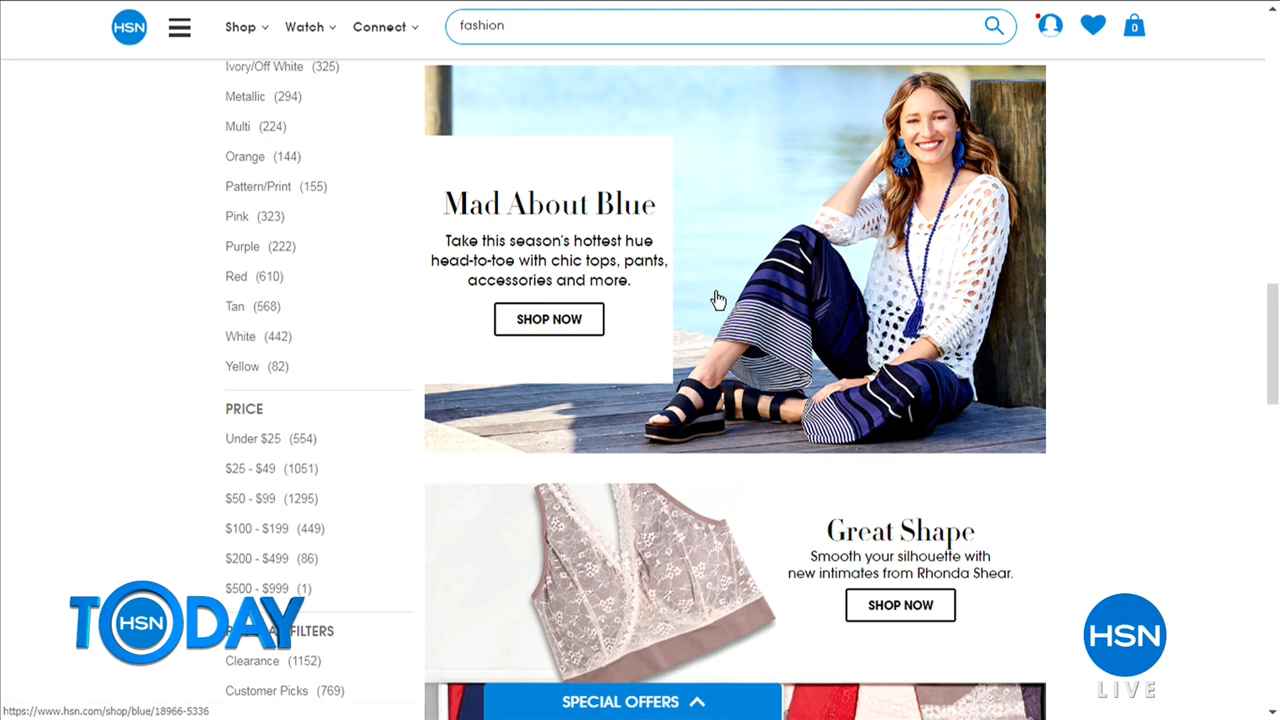 HSN
Shop
Watch
Connect
fashion
0
Ivory/Off White (325)
Metallic (294)
Multi (224)
Orange (144)
Pattern/Print (155)
Pink (323)
Purple (222)
Red (610)
Tan (568)
White (442)
Yellow (82)
PRICE
Under $25 (554)
$25 - $49 (1051)
$50 - $99 (1295)
$100 - $199 (449)
$200 - $499 (86)
$500 - $999 (1)
FILTERS
Clearance (1152)
Customer Picks (769)
Mad About Blue
Take this season's hottest hue
head-to-toe with chic tops, pants,
accessories and more.
SHOP NOW
Great Shape
Smooth your silhouette with
new intimates from Rhonda Shear.
SHOP NOW
SPECIAL OFFERS
TODAY
HSN
HSN
LIVE
https://www.hsn.com/shop/blue/18966-5336